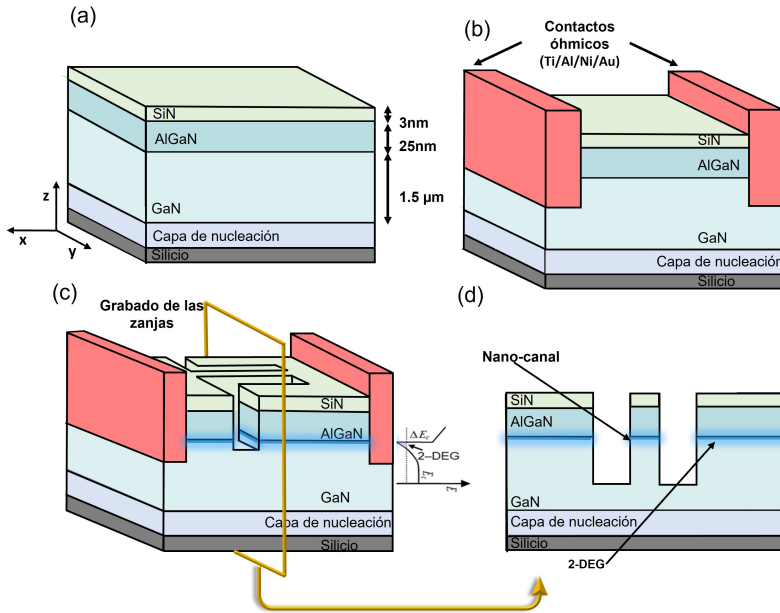 (a)
SiN
3nm
AlGaN
25nm
1.5 µm
GaN
Capa de nucleación
Silicio
z
x
y
(b)
Contactos
óhmicos
(Ti/Al/Ni/Au)
SiN
AlGaN
GaN
Capa de nucleación
Silicio
(c)
Grabado de las
zanjas
SiN
AlGaN
ΔE_c
2-DEG
GaN
Capa de nucleación
Silicio
(d)
Nano-canal
SiN
AlGaN
GaN
Capa de nucleación
Silicio
2-DEG